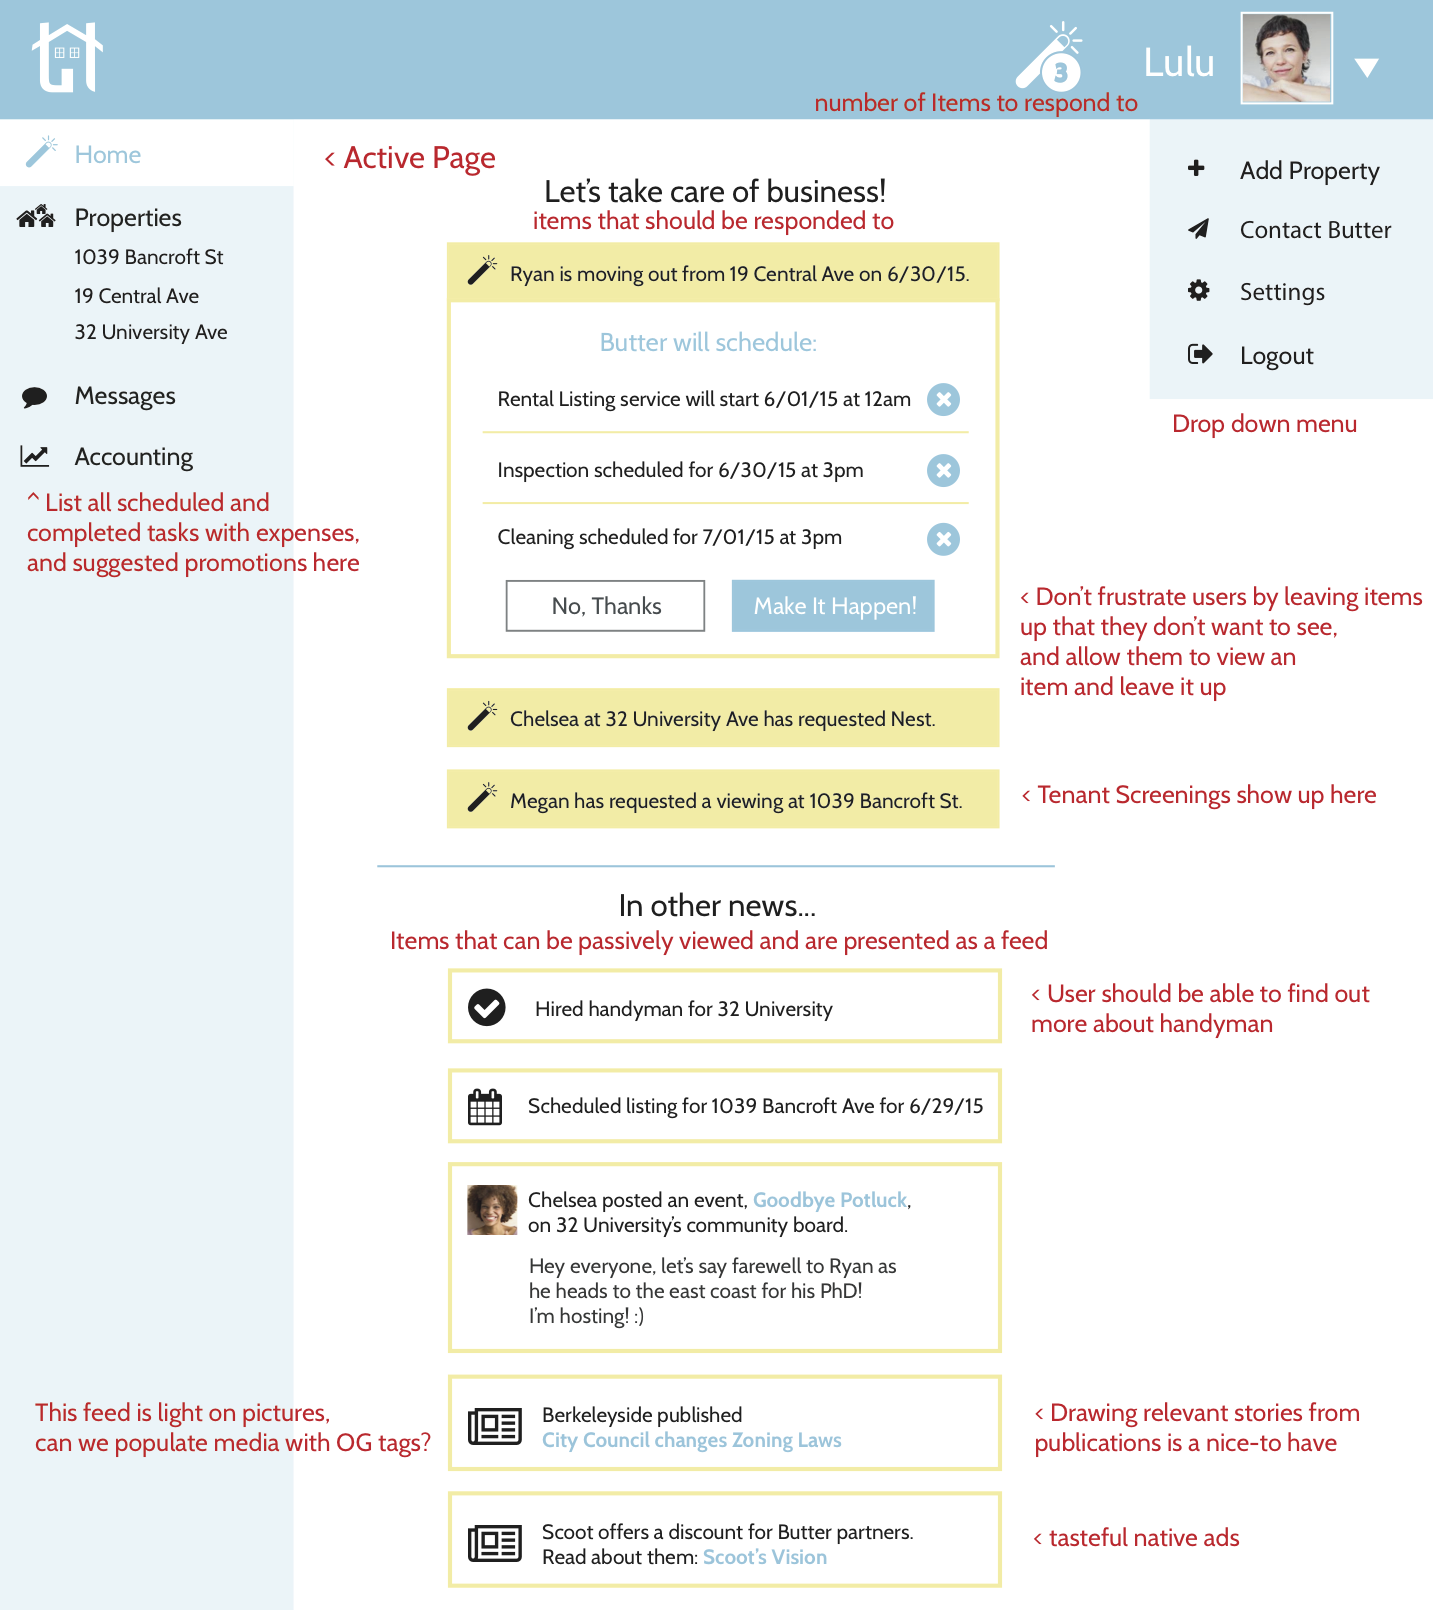 3
Lulu
number of Items to respond to
Home
Properties
1039 Bancroft St
19 Central Ave
32 University Ave
Messages
Accounting
^ List all scheduled and
completed tasks with expenses,
and suggested promotions here
< Active Page
Let's take care of business!
items that should be responded to
Ryan is moving out from 19 Central Ave on 6/30/15.
Butter will schedule:
Rental Listing service will start 6/01/15 at 12am
Inspection scheduled for 6/30/15 at 3pm
Cleaning scheduled for 7/01/15 at 3pm
No, Thanks
Make It Happen!
Chelsea at 32 University Ave has requested Nest.
Megan has requested a viewing at 1039 Bancroft St.
Add Property
Contact Butter
Settings
Logout
Drop down menu
< Don't frustrate users by leaving items
up that they don't want to see,
and allow them to view an
item and leave it up
< Tenant Screenings show up here
In other news...
Items that can be passively viewed and are presented as a feed
Hired handyman for 32 University
< User should be able to find out
more about handyman
Scheduled listing for 1039 Bancroft Ave for 6/29/15
Chelsea posted an event, Goodbye Potluck,
on 32 University's community board.
Hey everyone, let's say farewell to Ryan as
he heads to the east coast for his PhD!
I'm hosting! :)
This feed is light on pictures,
can we populate media with OG tags?
Berkeleyside published
City Council changes Zoning Laws
< Drawing relevant stories from
publications is a nice-to have
Scoot offers a discount for Butter partners.
Read about them: Scoot's Vision
< tasteful native ads